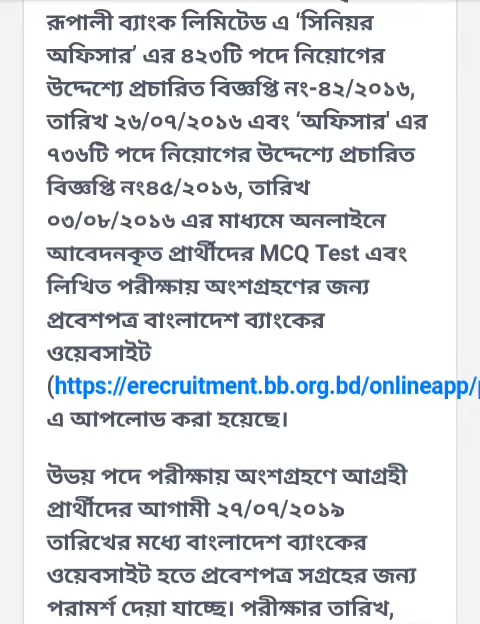 রূপালী ব্যাংক লিমিটেড এ ‘সিনিয়র
অফিসার’ এর ৪২৩টি পদে নিয়োগের
উদ্দেশ্যে প্রচারিত বিজ্ঞপ্তি নং-৪২/২০১৬,
তারিখ ২৬/০৭/২০১৬ এবং ‘অফিসার' এর
৭৩৬টি পদে নিয়োগের উদ্দেশ্যে প্রচারিত
বিজ্ঞপ্তি নং৪৫/২০১৬, তারিখ
০৩/০৮/২০১৬ এর মাধ্যমে অনলাইনে
আবেদনকৃত প্রার্থীদের MCQ Test এবং
লিখিত পরীক্ষায় অংশগ্রহণের জন্য
প্রবেশপত্র বাংলাদেশ ব্যাংকের
ওয়েবসাইট
(https://erecruitment.bb.org.bd/onlineapp/
এ আপলোড করা হয়েছে।
উভয় পদে পরীক্ষায় অংশগ্রহণে আগ্রহী
প্রার্থীদের আগামী ২৭/০৭/২০১৯
তারিখের মধ্যে বাংলাদেশ ব্যাংকের
ওয়েবসাইট হতে প্রবেশপত্র সগ্রহের জন্য
পরামর্শ দেয়া যাচ্ছে। পরীক্ষার তারিখ,